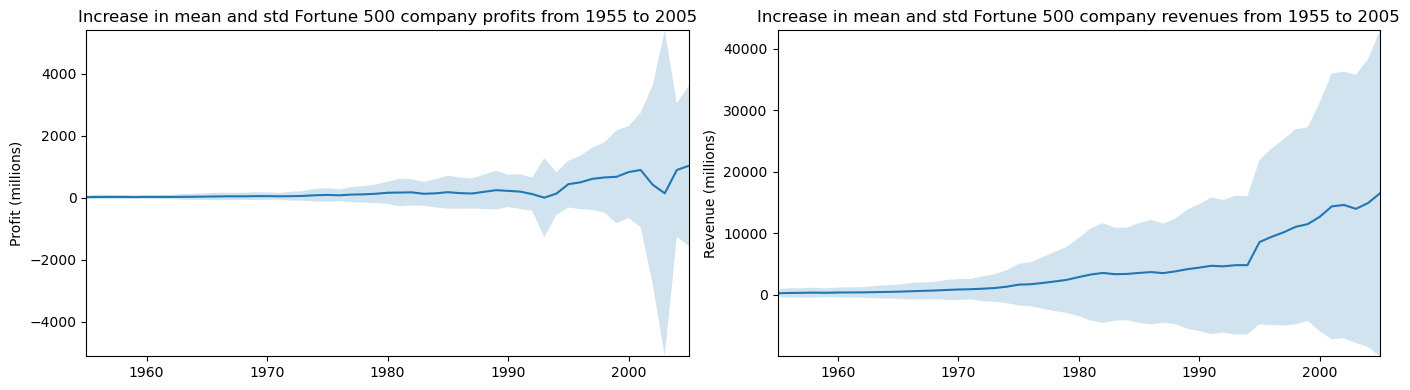 Increase in mean and std Fortune 500 company profits from 1955 to 2005
Profit (millions)
4000
2000
0
−2000
−4000
1960 1970 1980 1990 2000
Increase in mean and std Fortune 500 company revenues from 1955 to 2005
Revenue (millions)
40000
30000
20000
10000
0
1960 1970 1980 1990 2000